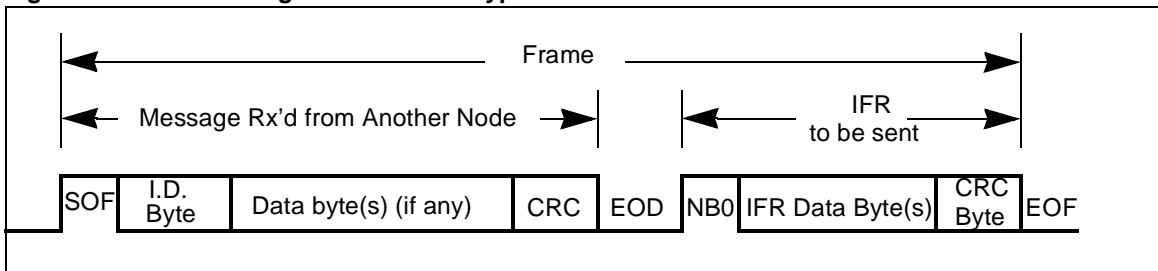 Frame
Message Rx'd from Another Node
IFR
to be sent
SOF
I.D.
Byte
Data byte(s) (if any)
CRC
EOD
NB0
IFR Data Byte(s)
CRC
Byte
EOF